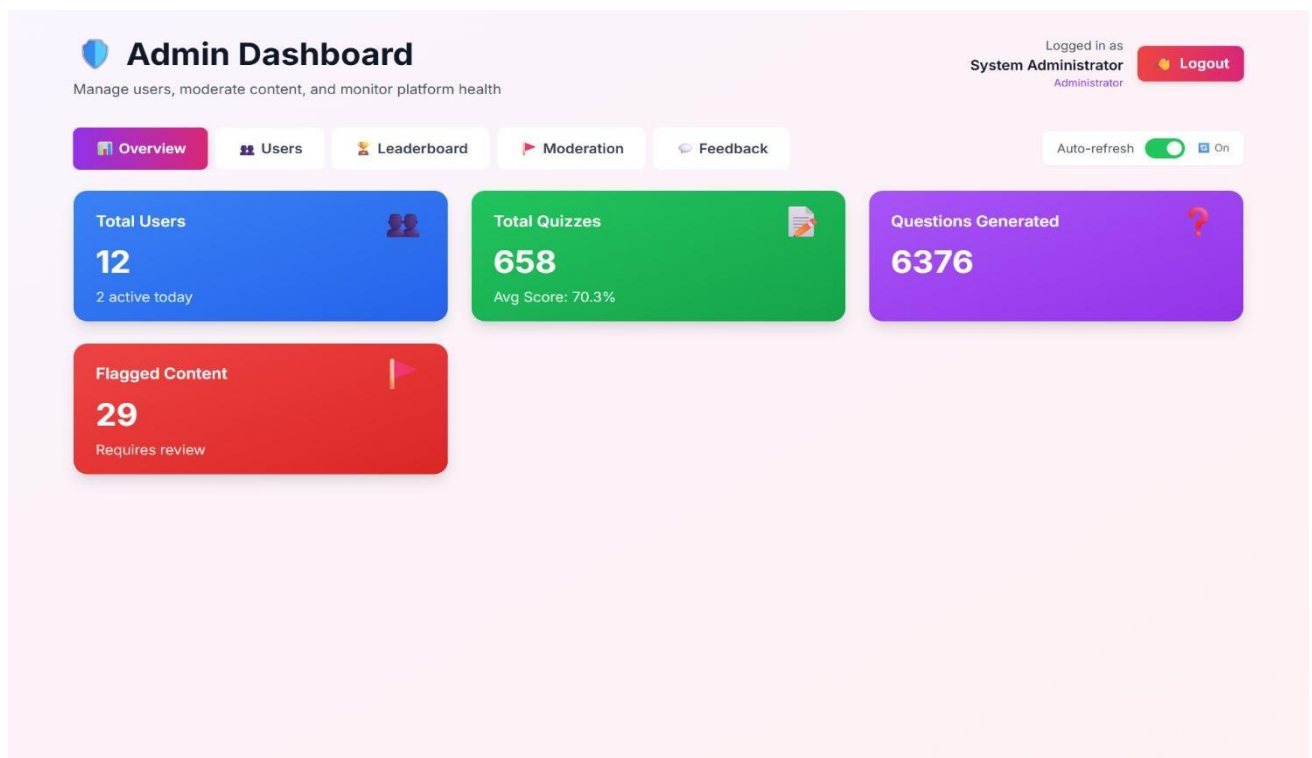 Admin Dashboard
Manage users, moderate content, and monitor platform health
Logged in as
System Administrator
Administrator
Logout
Overview
Users
Leaderboard
Moderation
Feedback
Auto-refresh
On
Total Users
12
2 active today
Total Quizzes
658
Avg Score: 70.3%
Questions Generated
6376
Flagged Content
29
Requires review